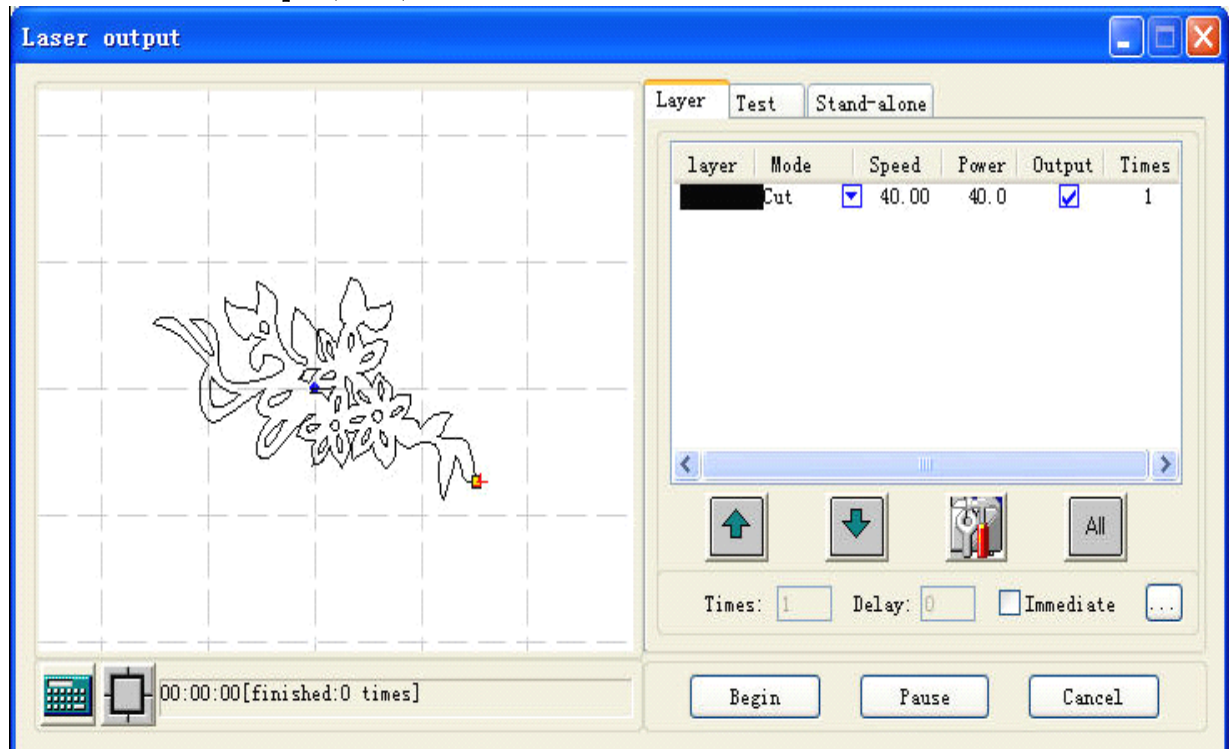 Laser output
Layer Test Stand-alone
layer Mode Speed Power Output Times
Cut 40.00 40.0 1
All
Times: 1 Delay: 0 Immediate ...
00:00:00[finished:0 times]
Begin Pause Cancel